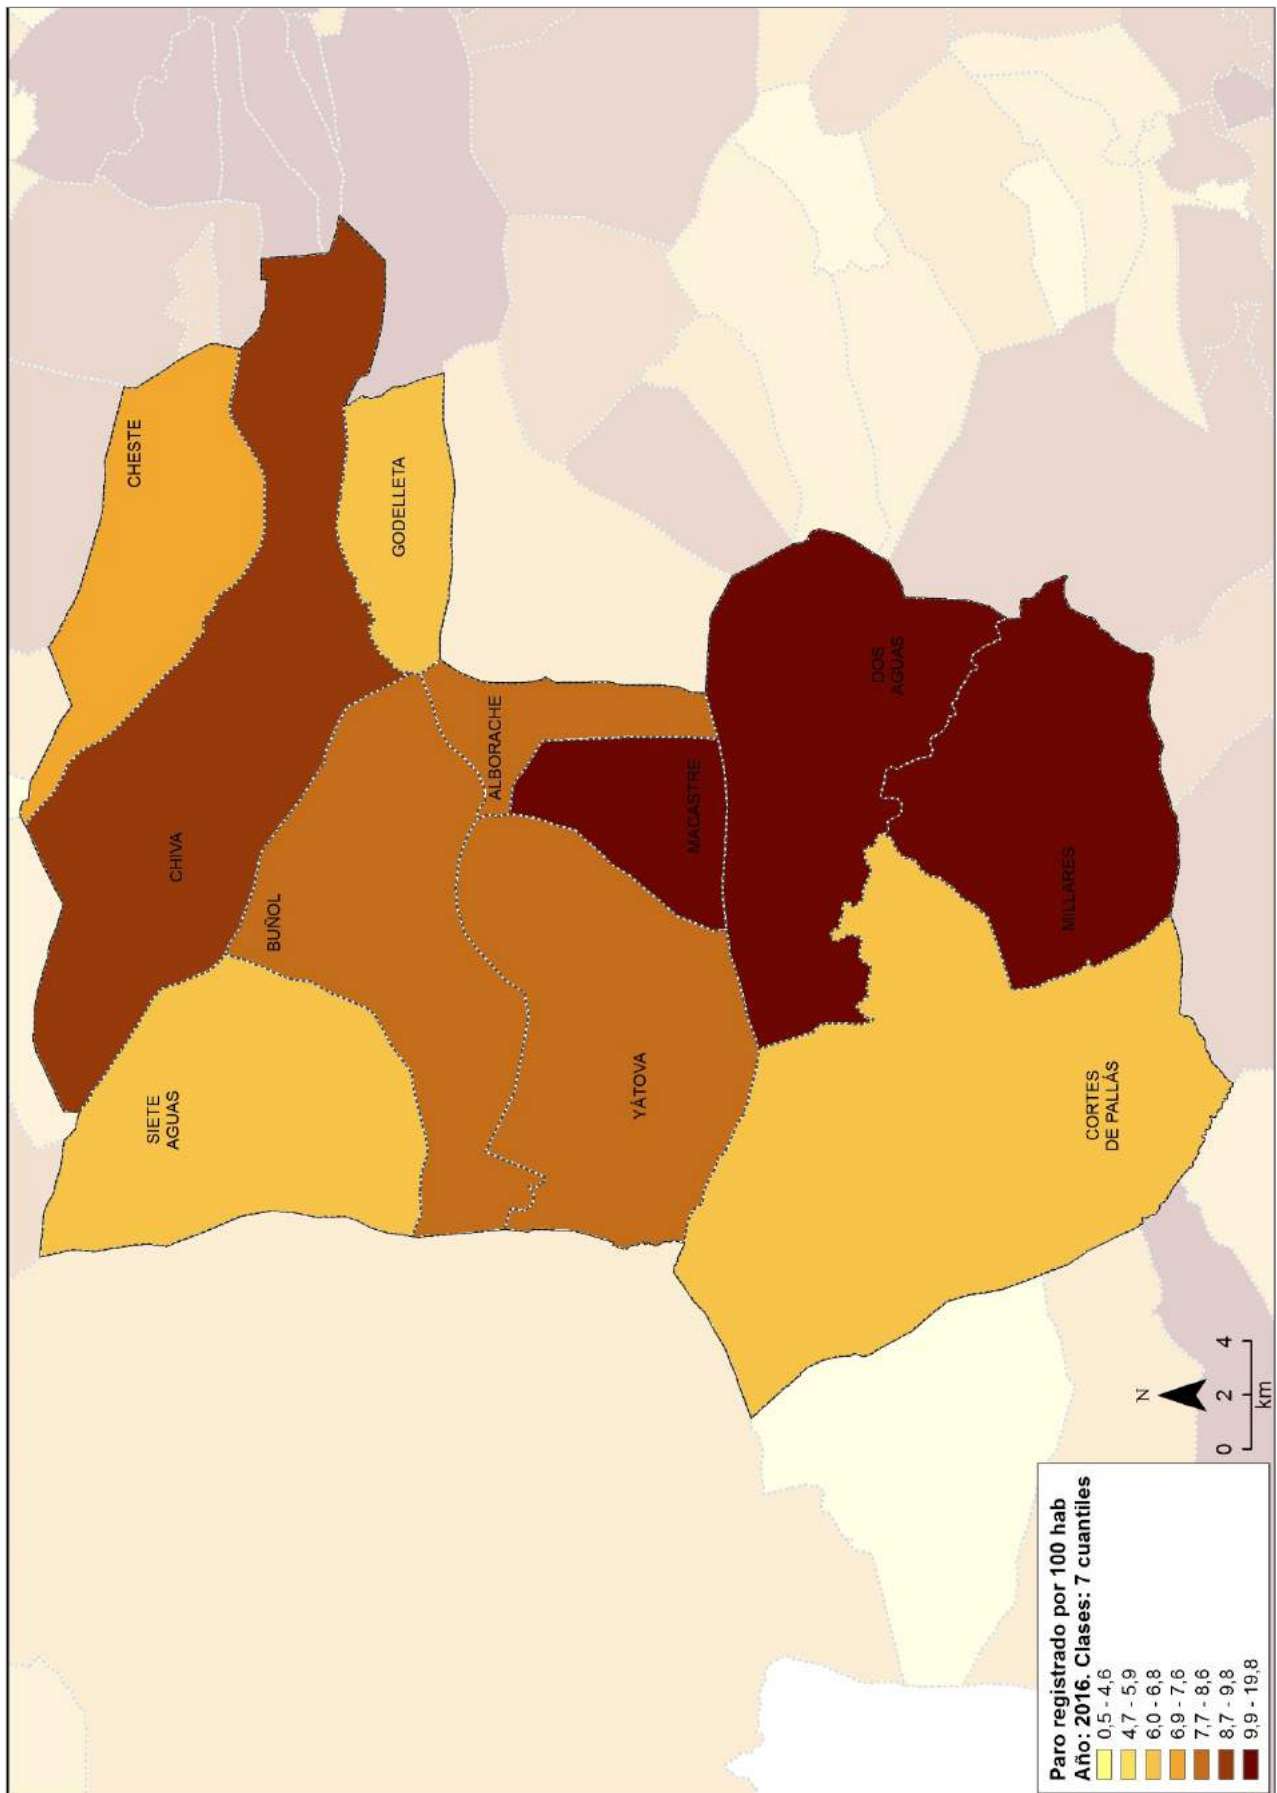 CHESTE
CHIVA
GODELLETA
BUÑOL
SIETE
AGUAS
ALBORACHE
MACASTRE
YÁTOVA
DOS
AGUAS
MILLARES
CORTES
DE PALLÁS
N
0 2 4
km
Paro registrado por 100 hab
Año: 2016. Clases: 7 cuantiles
0,5 - 4,6
4,7 - 5,9
6,0 - 6,8
6,9 - 7,6
7,7 - 8,6
8,7 - 9,8
9,9 - 19,8